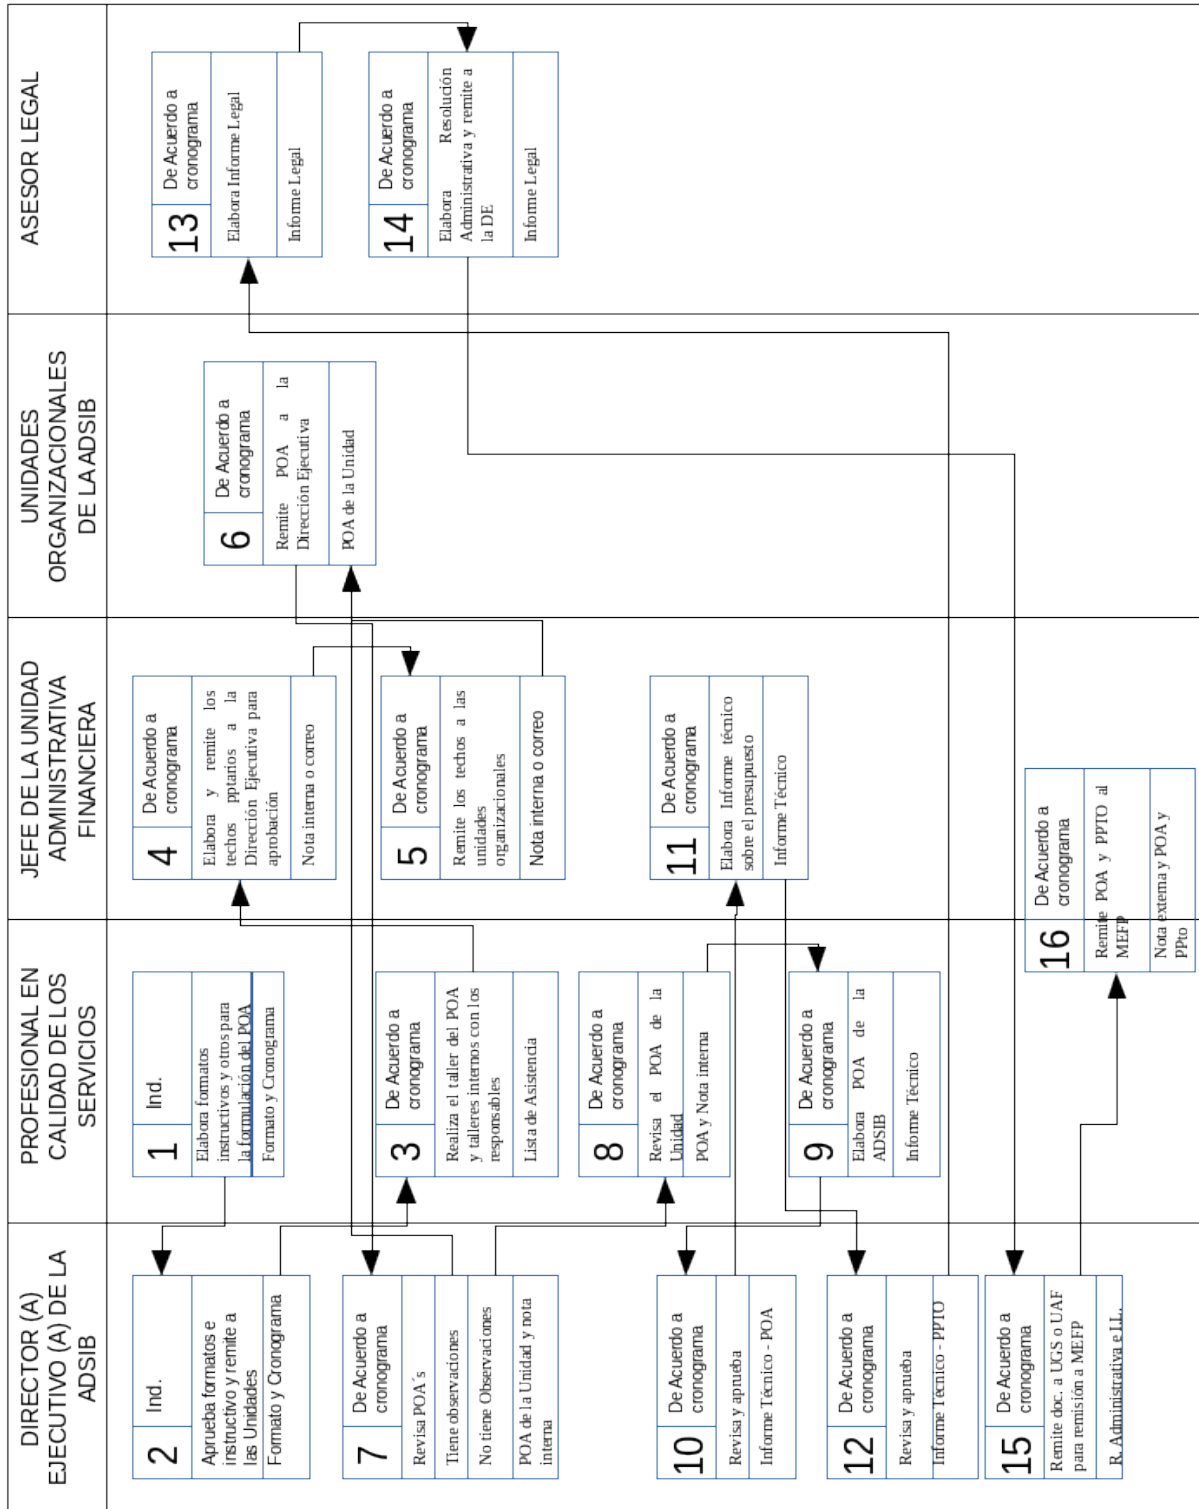 DIRECTOR (A)
EJECUTIVO (A) DE LA
ADSIB
PROFESIONAL EN
CALIDAD DE LOS
SERVICIOS
JEFE DE LA UNIDAD
ADMINISTRATIVA
FINANCIERA
UNIDADES
ORGANIZACIONALES
DE LA ADSIB
ASESOR LEGAL
1
Ind.
Elabora formatos
instructivos y otros para
la formulación del POA
Formato y Cronograma
2
Ind.
Aprueba formatos e
instructivo y remite a
las Unidades
Formato y Cronograma
3
De Acuerdo a
cronograma
Realiza el taller del POA
y talleres internos con los
responsables
Lista de Asistencia
4
De Acuerdo a
cronograma
Elabora y remite los
techos pptarios a la
Dirección Ejecutiva para
aprobación
Nota interna o correo
5
De Acuerdo a
cronograma
Remite los techos a las
unidades
organizacionales
Nota interna o correo
6
De Acuerdo a
cronograma
Remite POA a la
Dirección Ejecutiva
POA de la Unidad
7
De Acuerdo a
cronograma
Revisa POA´s
Tiene observaciones
No tiene Observaciones
POA de la Unidad y nota
interna
8
De Acuerdo a
cronograma
Revisa el POA de la
Unidad
POA y Nota interna
9
De Acuerdo a
cronograma
Elabora POA de la
ADSIB
Informe Técnico
10
De Acuerdo a
cronograma
Revisa y aprueba
Informe Técnico - POA
11
De Acuerdo a
cronograma
Elabora Informe técnico
sobre el presupuesto
Informe Técnico
12
De Acuerdo a
cronograma
Revisa y aprueba
Informe Técnico - PPTO
13
De Acuerdo a
cronograma
Elabora Informe Legal
Informe Legal
14
De Acuerdo a
cronograma
Elabora Resolución
Administrativa y remite a
la DE
Informe Legal
15
De Acuerdo a
cronograma
Remite doc. a UGS o UAF
para remisión a MEFP
R. Administrativa e I.L.
16
De Acuerdo a
cronograma
Remite POA y PPTO al
MEFP
Nota externa y POA y
PPto